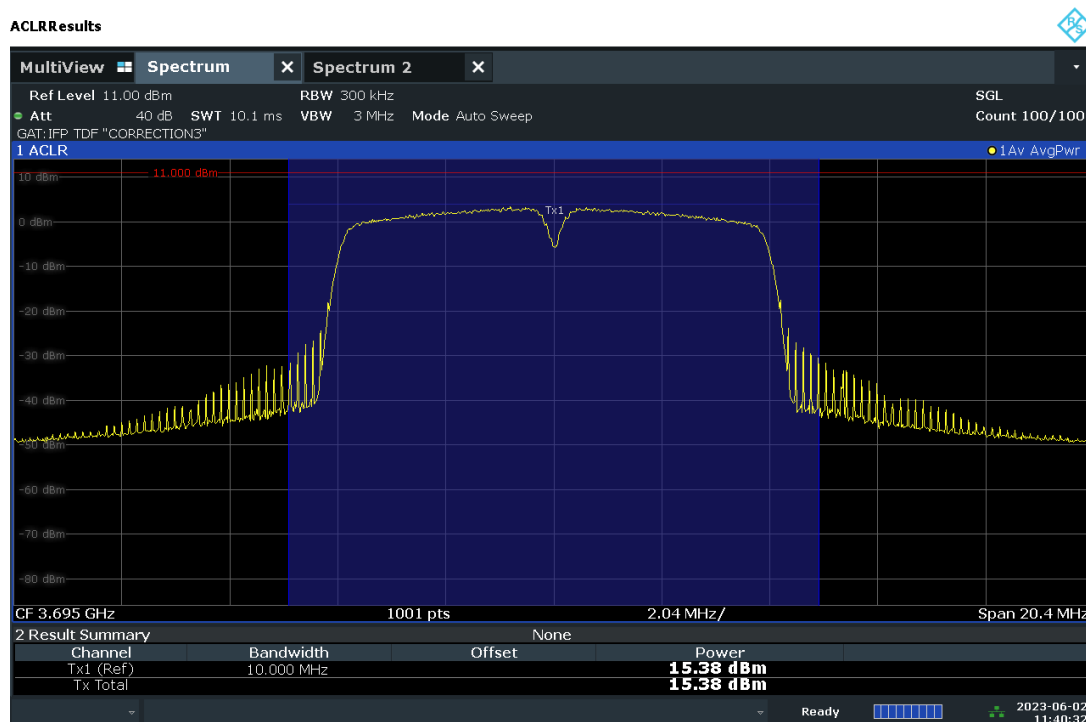 ACLRResults
R&S
MultiView Spectrum X Spectrum 2 X
Ref Level 11.00 dBm RBW 300 kHz SGL
Att 40 dB SWT 10.1 ms VBW 3 MHz Mode Auto Sweep Count 100/100
GAT:IFP TDF "CORRECTION3"
1 ACLR 1Av AvgPwr
10 dBm 11.000 dBm
Tx1
0 dBm
-10 dBm
-20 dBm
-30 dBm
-40 dBm
-50 dBm
-60 dBm
-70 dBm
-80 dBm
CF 3.695 GHz 1001 pts 2.04 MHz/ Span 20.4 MHz
2 Result Summary None
Channel Bandwidth Offset Power
Tx1 (Ref) 10.000 MHz 15.38 dBm
Tx Total 15.38 dBm
Ready 2023-06-02